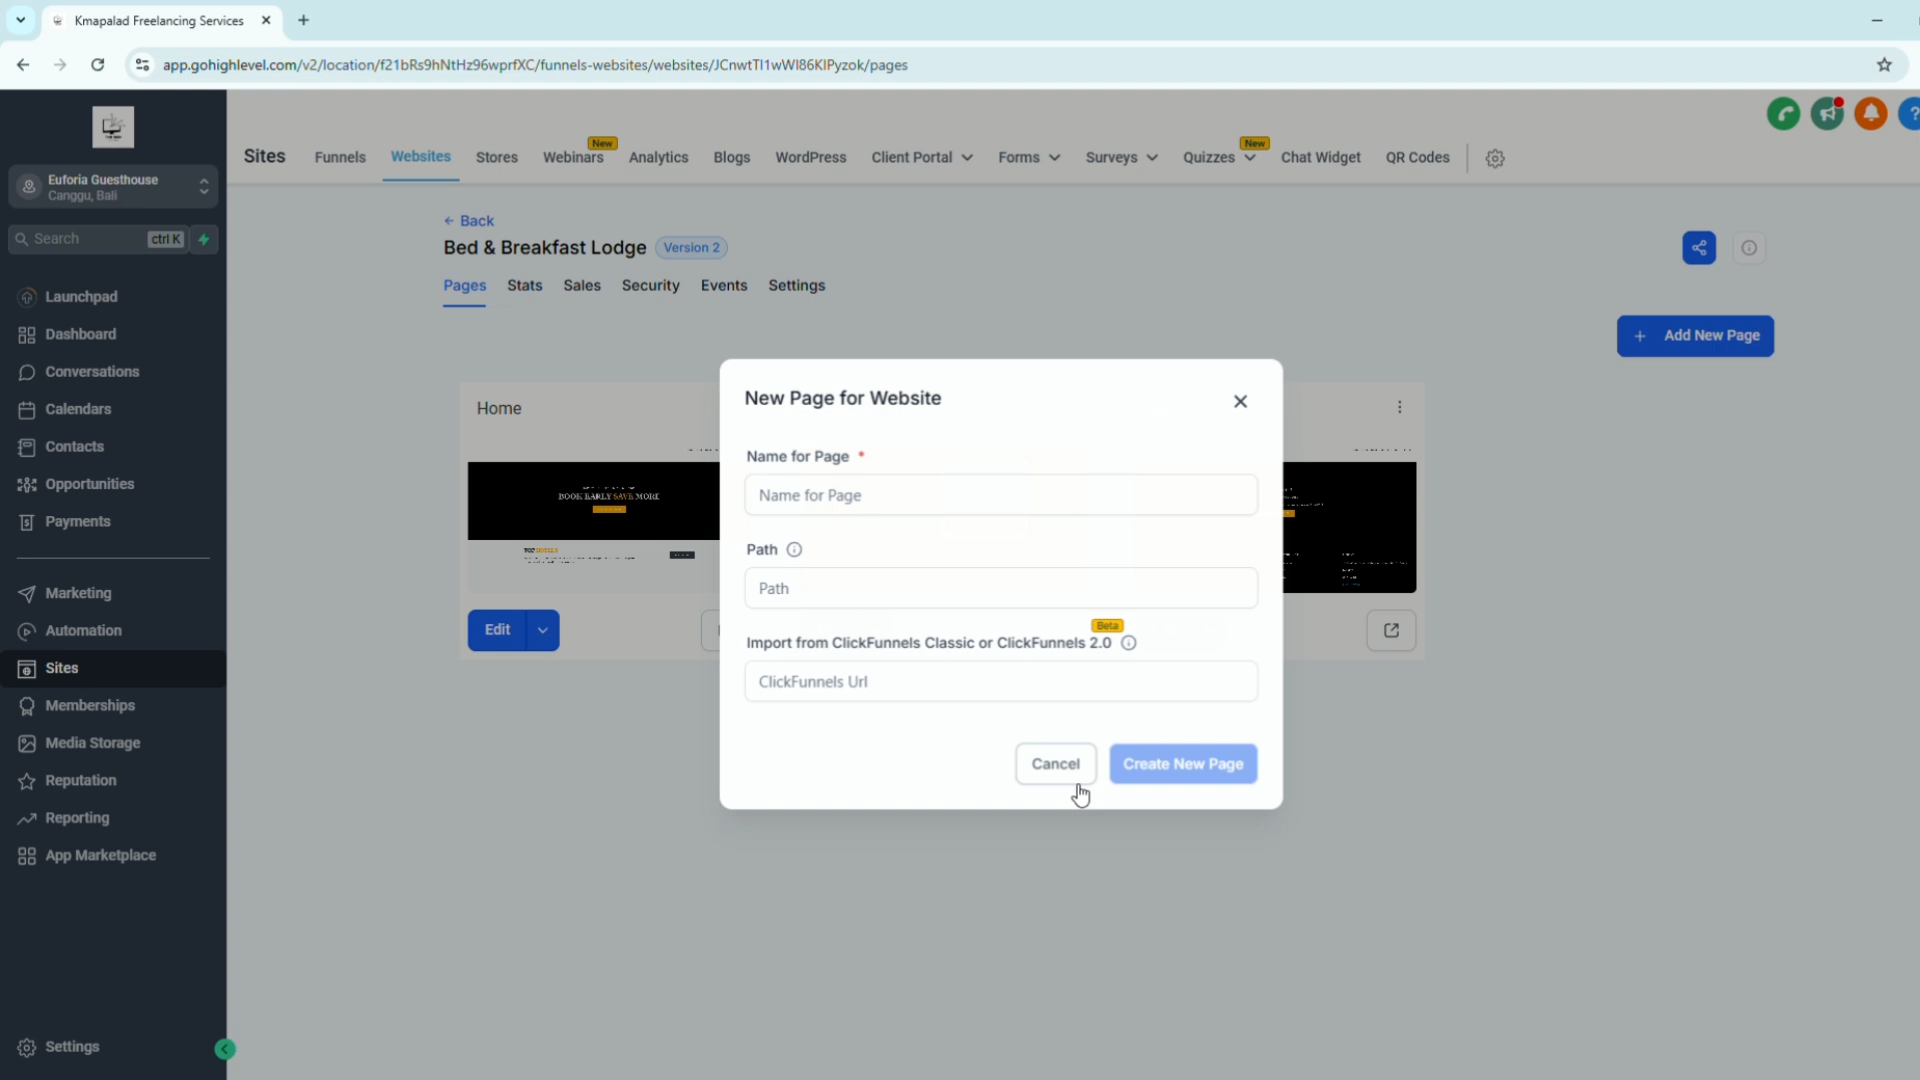 Kmapalad Freelancing Services
app.gohighlevel.com/v2/location/f21bRs9hNtHz96wprfXC/funnels-websites/websites/JCnwtTI1wWI86KIPyzok/pages
Euforia Guesthouse
Canggu, Bali
Search
ctrl K
Launchpad
Dashboard
Conversations
Calendars
Contacts
Opportunities
Payments
Marketing
Automation
Sites
Memberships
Media Storage
Reputation
Reporting
App Marketplace
Settings
New
New
Sites Funnels Websites Stores Webinars Analytics Blogs WordPress Client Portal Forms Surveys Quizzes Chat Widget QR Codes
?
← Back
Bed & Breakfast Lodge Version 2
Pages Stats Sales Security Events Settings
+ Add New Page
Home
BOOK EARLY SAVE MORE
TOP HOTELS
Edit
New Page for Website
Name for Page *
Name for Page
Path
Path
Beta
Import from ClickFunnels Classic or ClickFunnels 2.0
ClickFunnels Url
Cancel
Create New Page